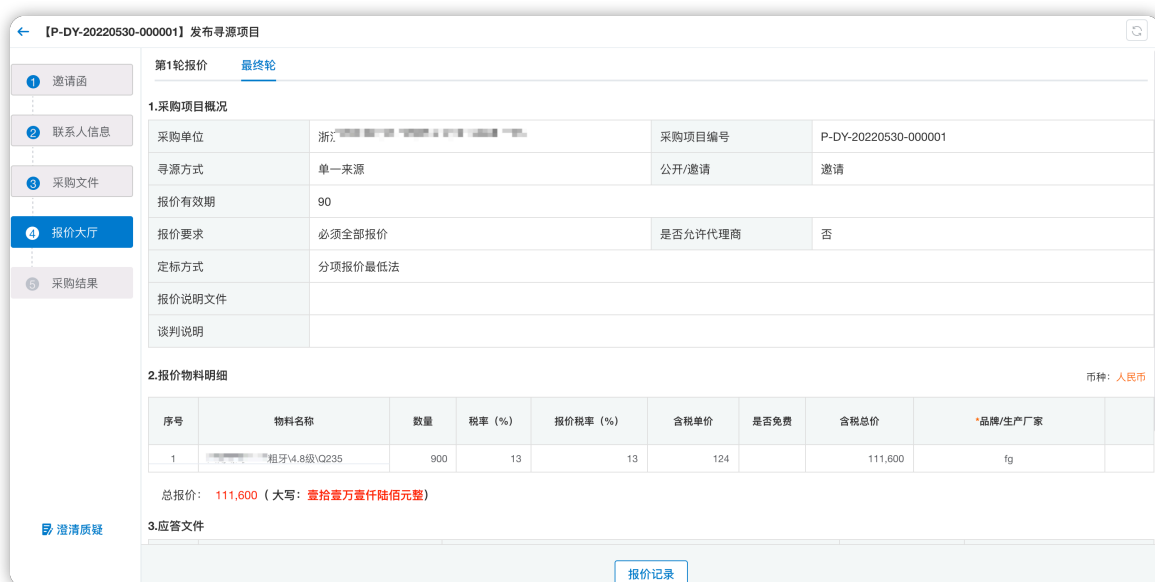 【P-DY-20220530-000001】发布寻源项目
1 邀请函
2 联系人信息
3 采购文件
4 报价大厅
5 采购结果
澄清质疑
第1轮报价 最终轮
1.采购项目概况
采购单位 浙江 采购项目编号 P-DY-20220530-000001
寻源方式 单一来源 公开/邀请 邀请
报价有效期 90
报价要求 必须全部报价 是否允许代理商 否
定标方式 分项报价最低法
报价说明文件
谈判说明
2.报价物料明细 币种: 人民币
序号 物料名称 数量 税率（%） 报价税率（%） 含税单价 是否免费 含税总价 *品牌/生产厂家
1 粗牙\4.8级\Q235 900 13 13 124 111,600 fg
总报价： 111,600（大写：壹拾壹万壹仟陆佰元整）
3.应答文件
报价记录